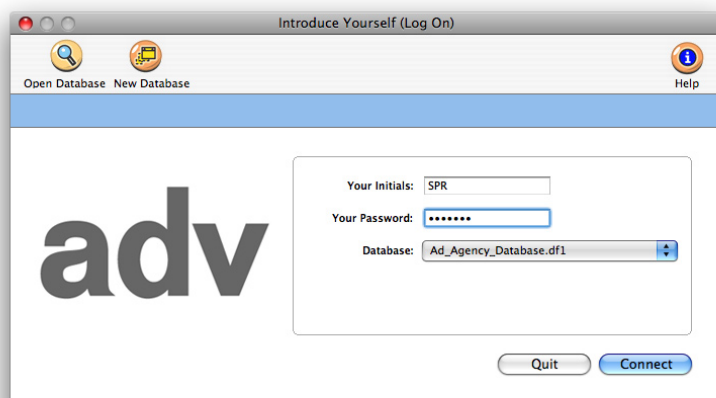 Introduce Yourself (Log On)
Open Database New Database Help
adv
Your Initials: SPR
Your Password: •••••••
Database: Ad_Agency_Database.df1
Quit Connect